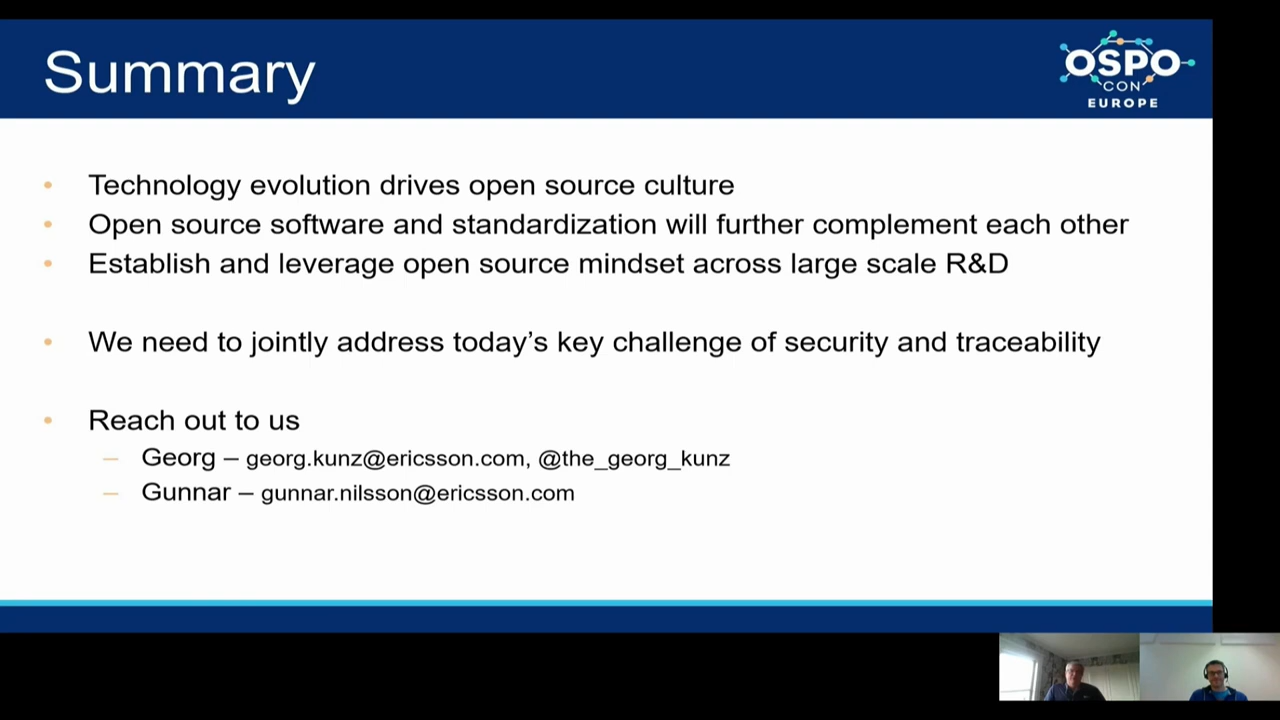 Summary
OSPO
CON
EUROPE
• Technology evolution drives open source culture
• Open source software and standardization will further complement each other
• Establish and leverage open source mindset across large scale R&D
• We need to jointly address today’s key challenge of security and traceability
• Reach out to us
– Georg – georg.kunz@ericsson.com, @the_georg_kunz
– Gunnar – gunnar.nilsson@ericsson.com